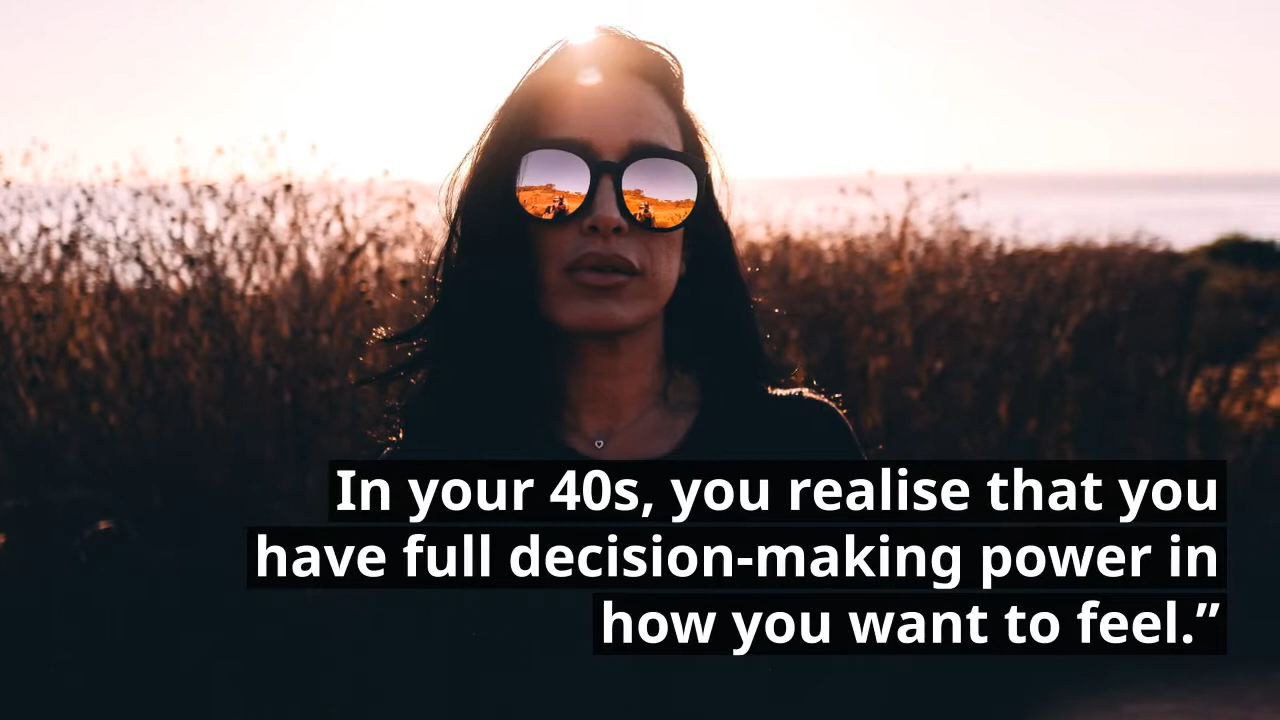 In your 40s, you realise that you
have full decision-making power in
how you want to feel.”